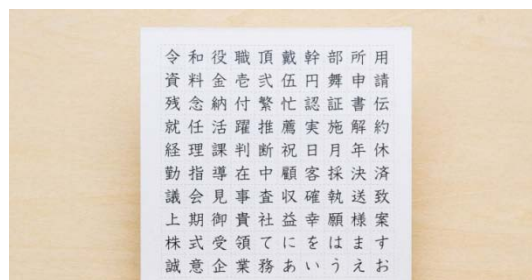 令和役職頂戴幹部所用
資料金壱弐伍円舞申請
残念納付繁忙認証書伝
就任活躍推薦実施解約
経理課判断祝日月年休
勤指導在中顧客採決済
議会見事査収確執送致
上期御貴社益幸願様案
株式受領てにをはます
誠意企業務あいうえお